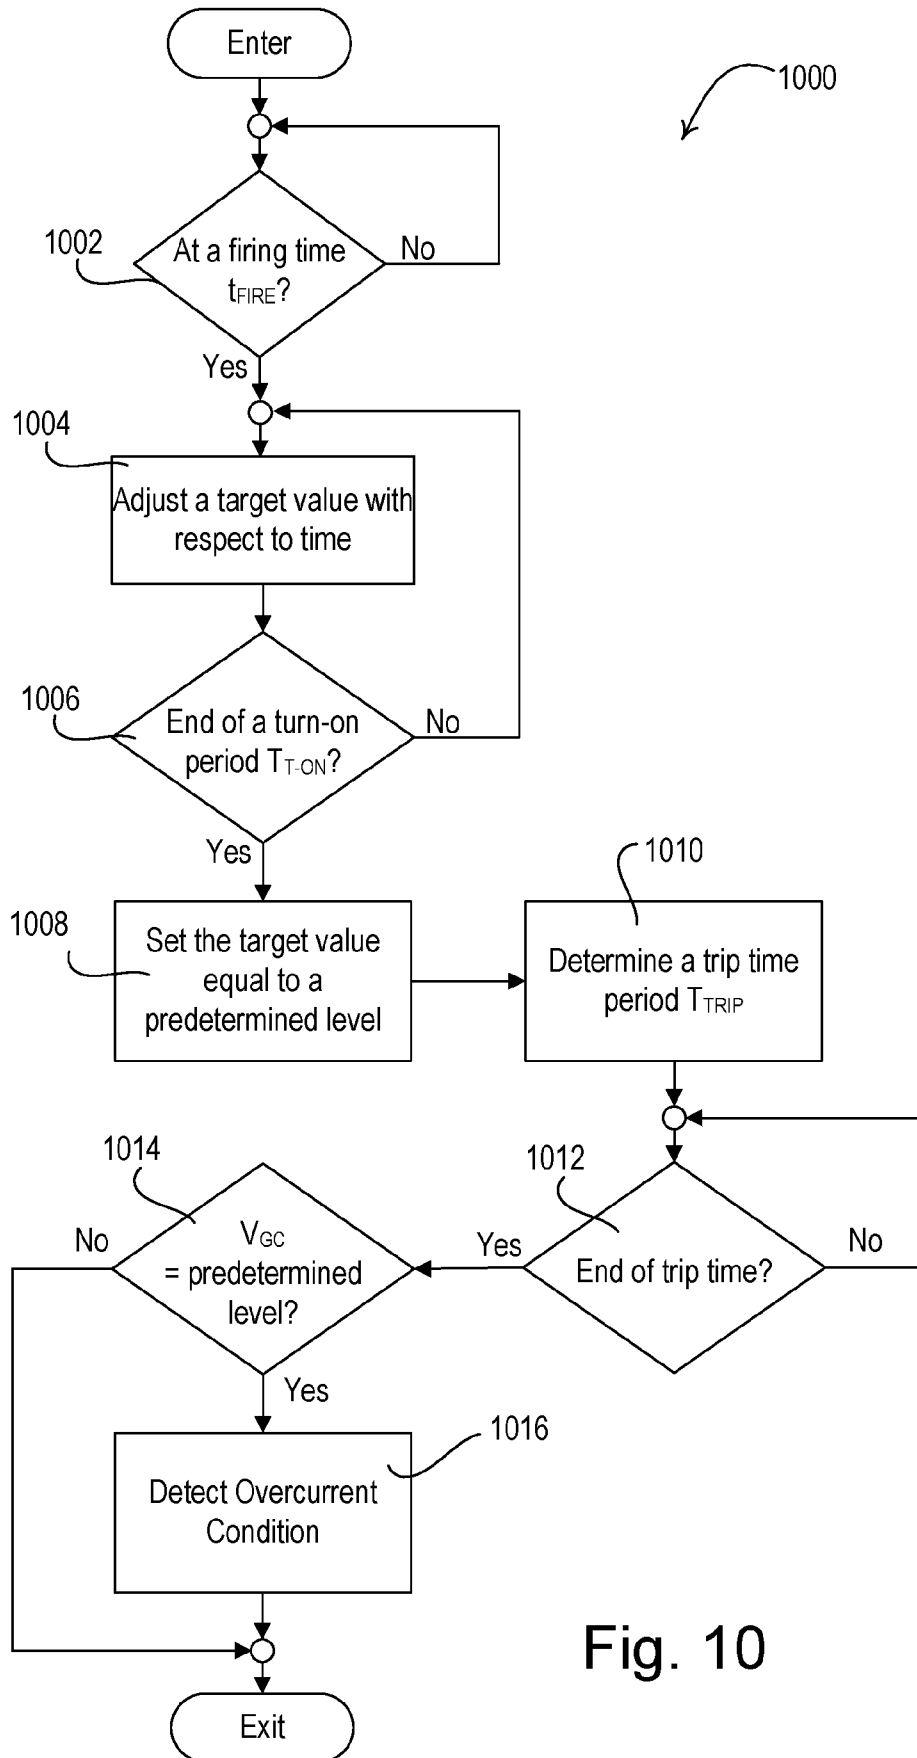 Enter
1000
1002
At a firing time
tFIRE?
No
Yes
1004
Adjust a target value with
respect to time
1006
End of a turn-on
period TT-ON?
No
Yes
1008
Set the target value
equal to a
predetermined level
1010
Determine a trip time
period TTRIP
1012
End of trip time?
No
Yes
1014
VGC
= predetermined
level?
No
Yes
1016
Detect Overcurrent
Condition
Exit
Fig. 10